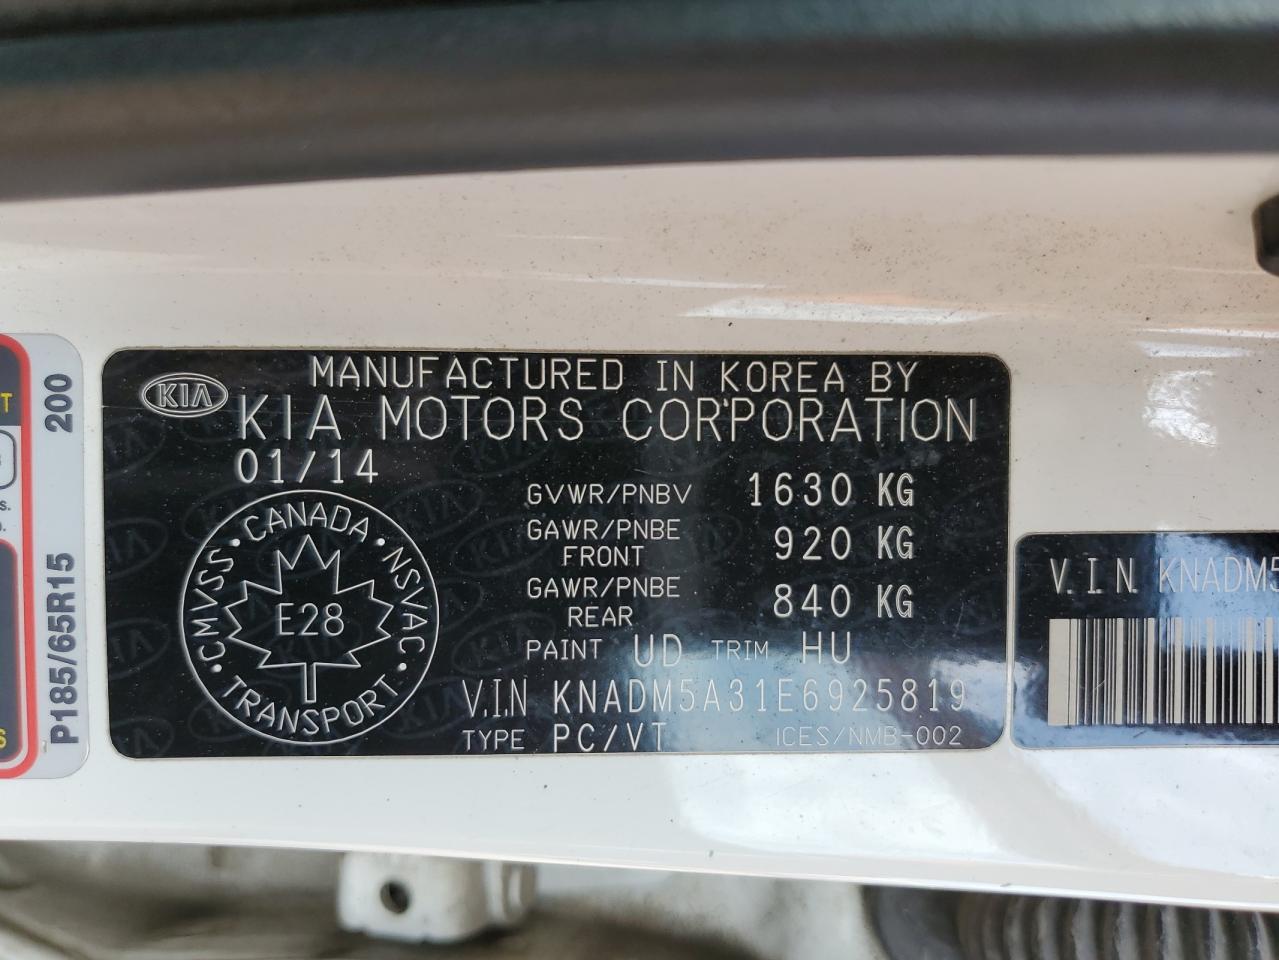 MANUFACTURED IN KOREA BY
KIA
KIA MOTORS CORPORATION
01/14
GVWR/PNBV 1630 KG
GAWR/PNBE FRONT 920 KG
GAWR/PNBE REAR 840 KG
PAINT UD TRIM HU
V.I.N KNADM5A31E6925819
TYPE PC/VT ICES/NMB-002
CANADA
CMVSS NSVAC
E28
TRANSPORT
P185/65R15 200
V.I.N. KNADM5